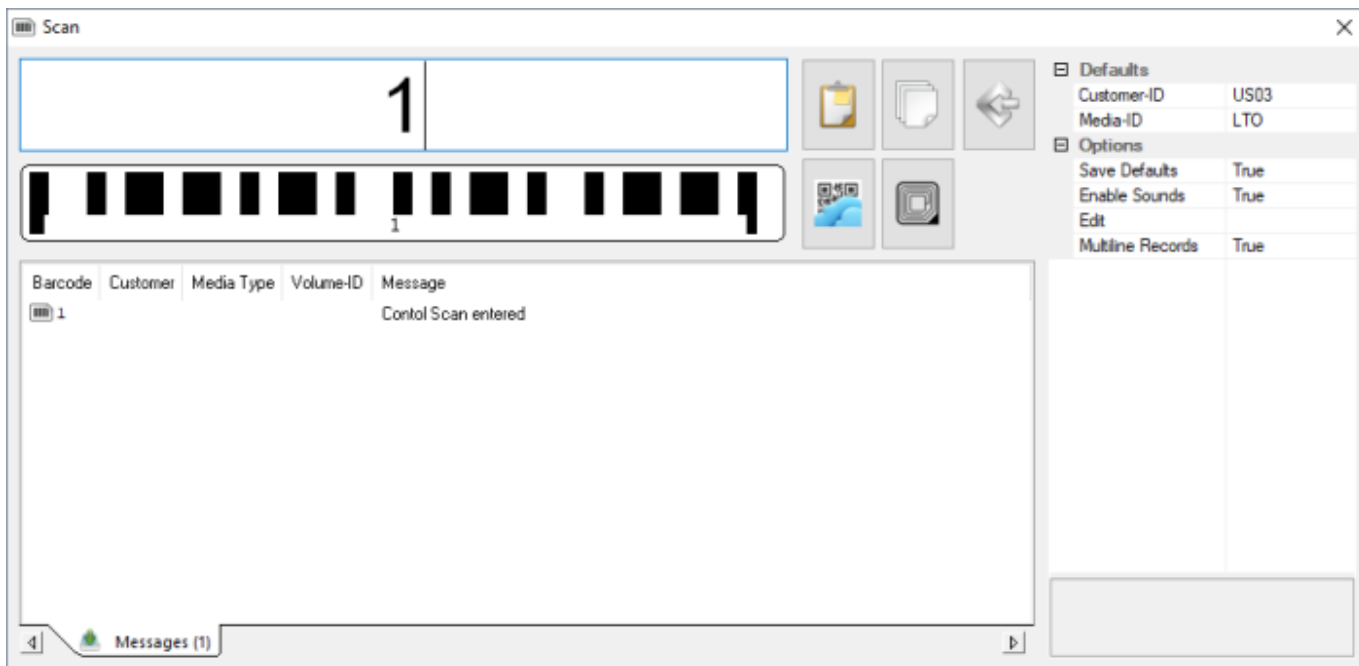 Scan
1
1
Barcode Customer Media Type Volume-ID Message
1 Contol Scan entered
Messages (1)
Defaults
Customer-ID US03
Media-ID LTO
Options
Save Defaults True
Enable Sounds True
Edit
Multiline Records True